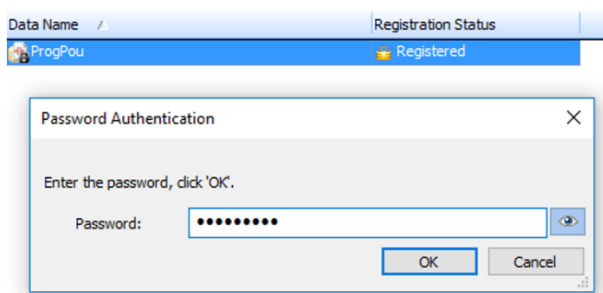 Data Name Registration Status
ProgPou Registered
Password Authentication
Enter the password, click 'OK'.
Password: •••••••••
OK Cancel